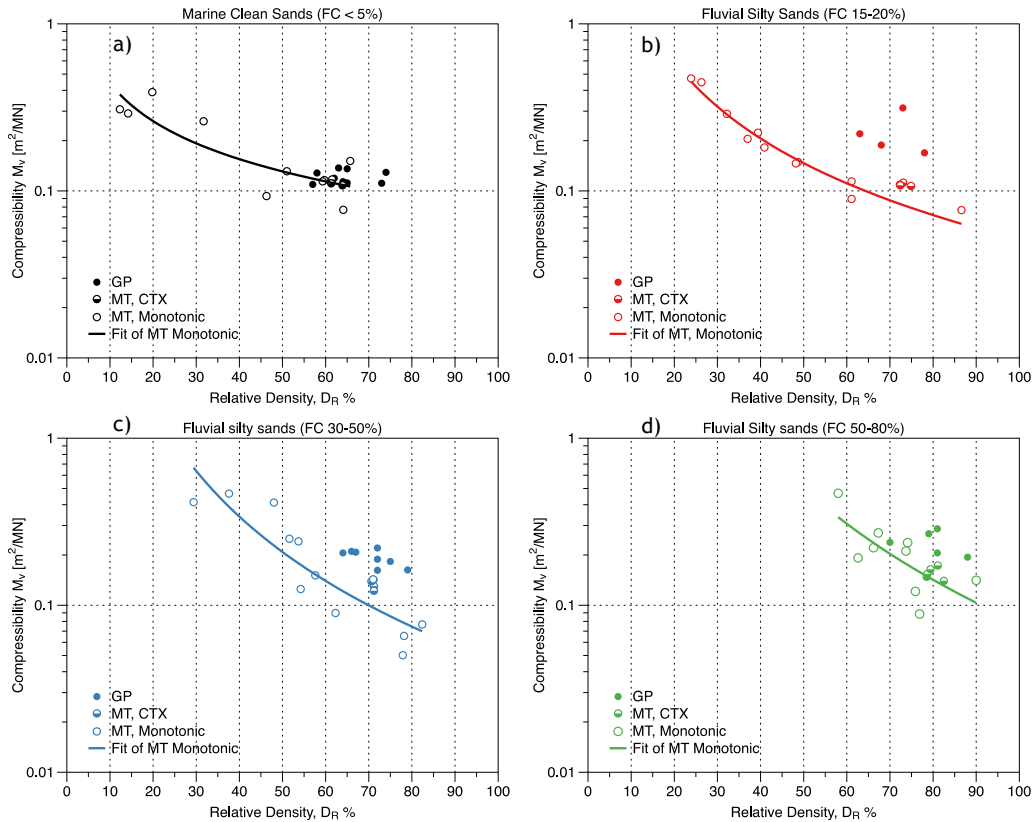 Marine Clean Sands (FC < 5%)
a)
Compressibility Mv [m²/MN]
1
0.1
0.01
GP
MT, CTX
MT, Monotonic
Fit of MT Monotonic
0 10 20 30 40 50 60 70 80 90 100
Relative Density, DR %
Fluvial Silty Sands (FC 15-20%)
b)
Compressibility Mv [m²/MN]
1
0.1
0.01
GP
MT, CTX
MT, Monotonic
Fit of MT Monotonic
0 10 20 30 40 50 60 70 80 90 100
Relative Density, DR %
Fluvial silty sands (FC 30-50%)
c)
Compressibility Mv [m²/MN]
1
0.1
0.01
GP
MT, CTX
MT, Monotonic
Fit of MT Monotonic
0 10 20 30 40 50 60 70 80 90 100
Relative Density, DR %
Fluvial Silty sands (FC 50-80%)
d)
Compressibility Mv [m²/MN]
1
0.1
0.01
GP
MT, CTX
MT, Monotonic
Fit of MT Monotonic
0 10 20 30 40 50 60 70 80 90 100
Relative Density, DR %